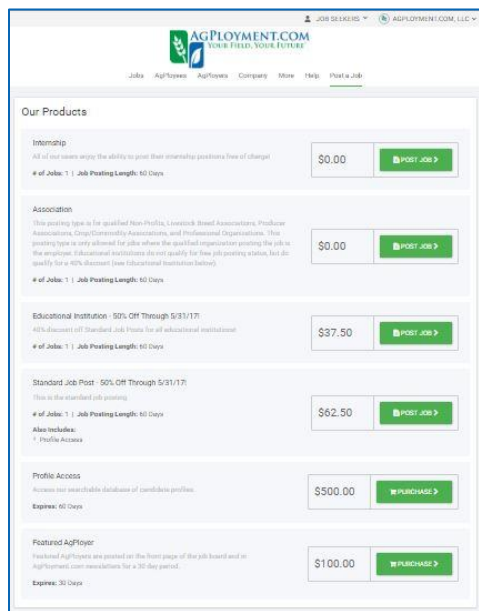 JOB SEEKERS
AGPLOYMENT.COM, LLC
AGPLOYMENT.COM
YOUR FIELD, YOUR FUTURE
Jobs AgPloyees AgPloyers Company More Help Post a Job
Our Products
Internship
All of our users enjoy the ability to post their internship positions free of charge!
# of Jobs: 1 | Job Posting Length: 60 Days
$0.00
POST JOB
Association
This posting type is for qualified Non-Profits, Livestock Breed Associations, Producer
Associations, Crop/Commodity Associations, and Professional Organizations. This
posting type is only allowed for jobs where the qualified organization posting the job is
the employer. Educational institutions do not qualify for free job posting status, but do
qualify for a 40% discount (see Educational Institution below)
# of Jobs: 1 | Job Posting Length: 60 Days
$0.00
POST JOB
Educational Institution - 50% Off Through 5/31/17!
40% discount off Standard Job Posts for all educational institutions!
# of Jobs: 1 | Job Posting Length: 60 Days
$37.50
POST JOB
Standard Job Post - 50% Off Through 5/31/17!
This is the standard job posting
# of Jobs: 1 | Job Posting Length: 60 Days
Also Includes:
Profile Access
$62.50
POST JOB
Profile Access
Access our searchable database of candidate profiles
Expires: 60 Days
$500.00
PURCHASE
Featured AgPloyer
Featured AgPloyers are posted on the front page of the job board and in
AgPloyment.com newsletters for a 30 day period.
Expires: 30 Days
$100.00
PURCHASE